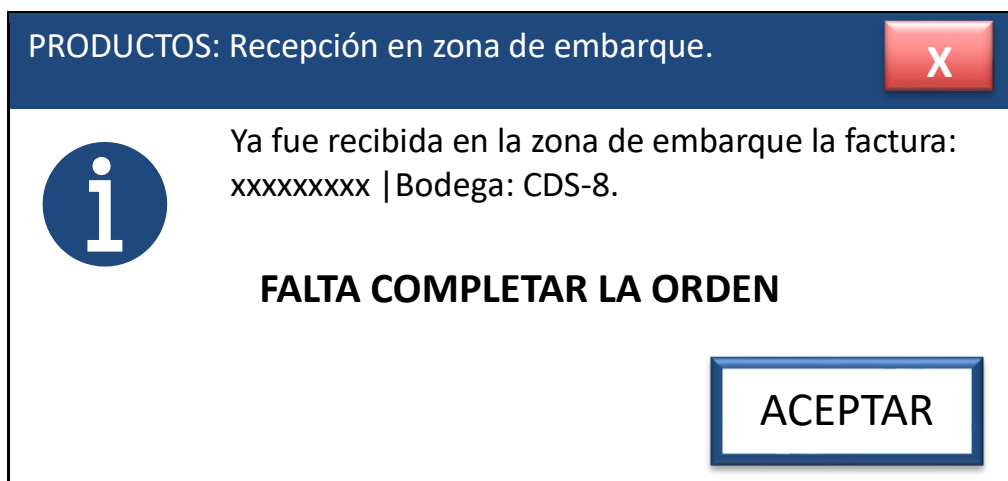 PRODUCTOS: Recepción en zona de embarque.
X
Ya fue recibida en la zona de embarque la factura:
xxxxxxxxx |Bodega: CDS-8.
FALTA COMPLETAR LA ORDEN
ACEPTAR